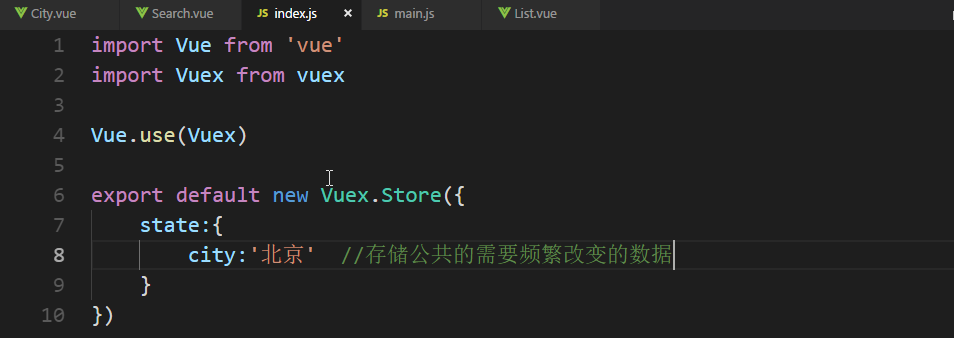 City.vue Search.vue JS index.js × JS main.js List.vue
1 import Vue from 'vue'
2 import Vuex from vuex
3
4 Vue.use(Vuex)
5
6 export default new Vuex.Store({
7 state:{
8 city:'北京' //存储公共的需要频繁改变的数据
9 }
10 })